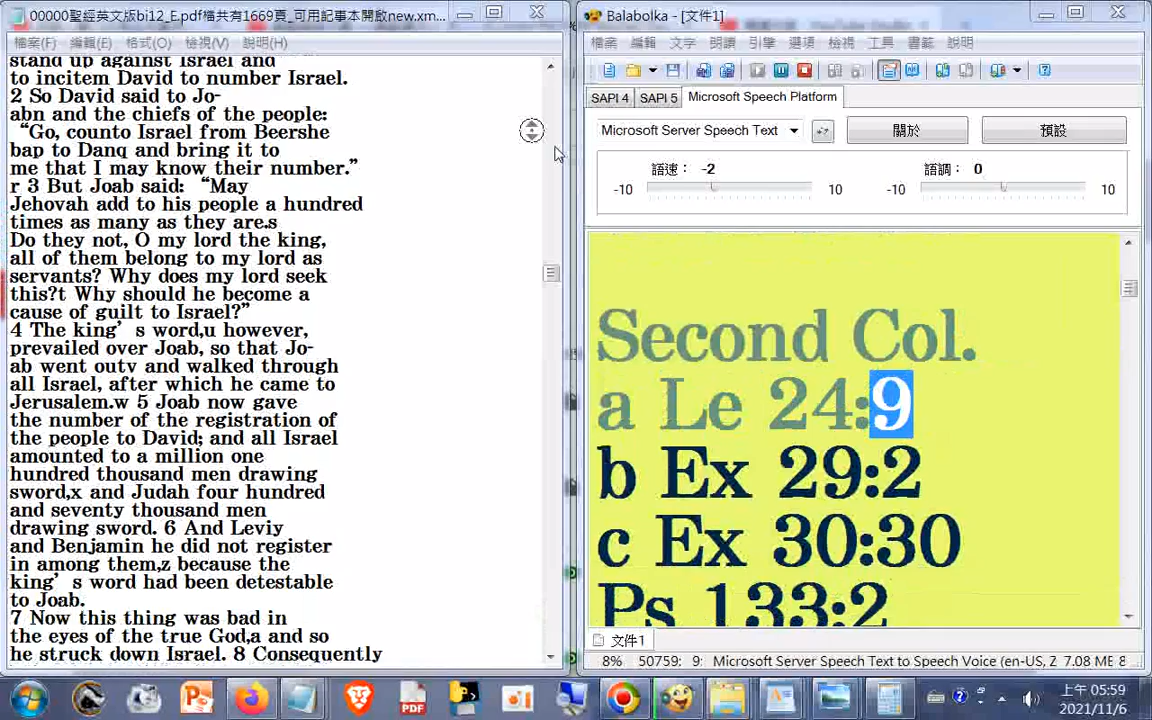 00000聖經英文版bi12_E.pdf檔共有1669頁_可用記事本開啟new.xm...
檔案(F) 編輯(E) 格式(O) 檢視(V) 說明(H)
stand up against Israel and
to incitem David to number Israel.
2 So David said to Jo-
abn and the chiefs of the people:
“Go, counto Israel from Beershe
bap to Danq and bring it to
me that I may know their number.”
r 3 But Joab said: “May
Jehovah add to his people a hundred
times as many as they are.s
Do they not, O my lord the king,
all of them belong to my lord as
servants? Why does my lord seek
this?t Why should he become a
cause of guilt to Israel?”
4 The king’s word,u however,
prevailed over Joab, so that Jo-
ab went outv and walked through
all Israel, after which he came to
Jerusalem.w 5 Joab now gave
the number of the registration of
the people to David; and all Israel
amounted to a million one
hundred thousand men drawing
sword,x and Judah four hundred
and seventy thousand men
drawing sword. 6 And Leviy
and Benjamin he did not register
in among them,z because the
king’s word had been detestable
to Joab.
7 Now this thing was bad in
the eyes of the true God,a and so
he struck down Israel. 8 Consequently
Balabolka - [文件1]
檔案 編輯 文字 朗讀 引擎 選項 檢視 工具 書籤 說明
SAPI 4 SAPI 5 Microsoft Speech Platform
Microsoft Server Speech Text 關於 預設
語速： -2 語調： 0
-10 10 -10 10
Second Col.
a Le 24:9
b Ex 29:2
c Ex 30:30
Ps 133:2
文件1
8% 50759: 9: Microsoft Server Speech Text to Speech Voice (en-US, Z 7.08 MB 8
PDF
上午 05:59
2021/11/6